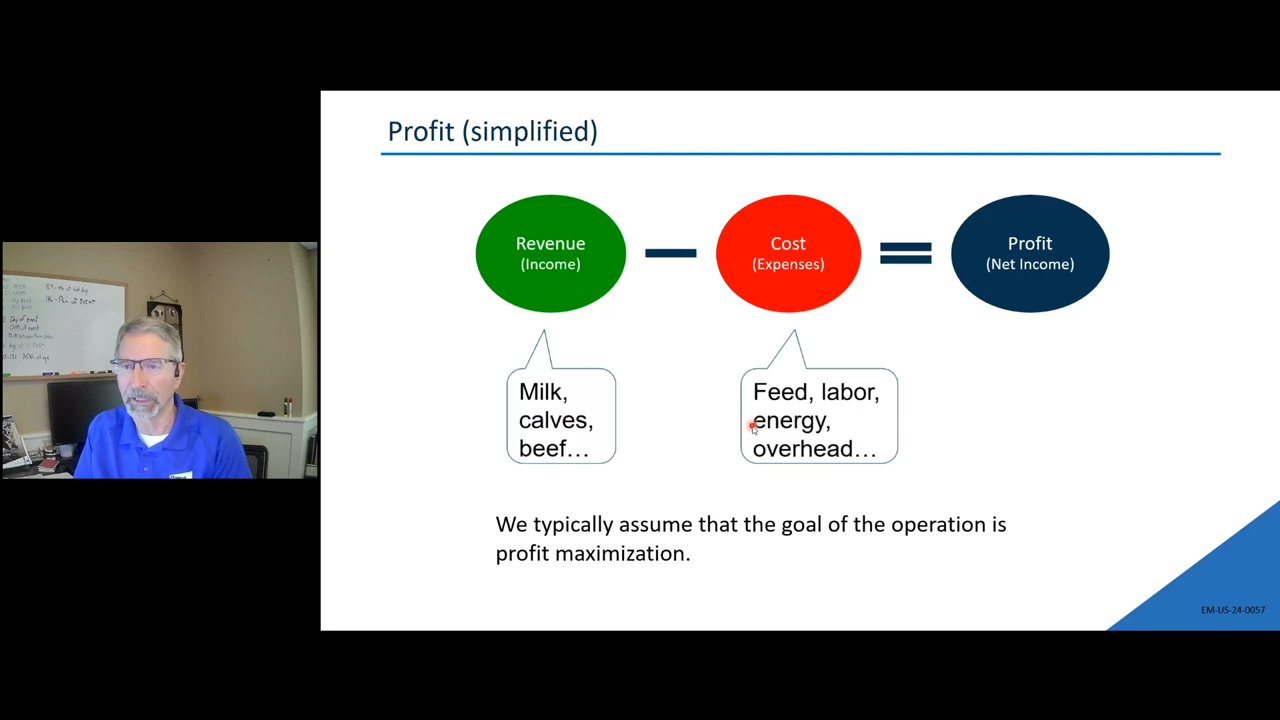 Profit (simplified)
Revenue
(Income)
Cost
(Expenses)
Profit
(Net Income)
Milk,
calves,
beef…
Feed, labor,
energy,
overhead…
We typically assume that the goal of the operation is
profit maximization.
EM-US-24-0057